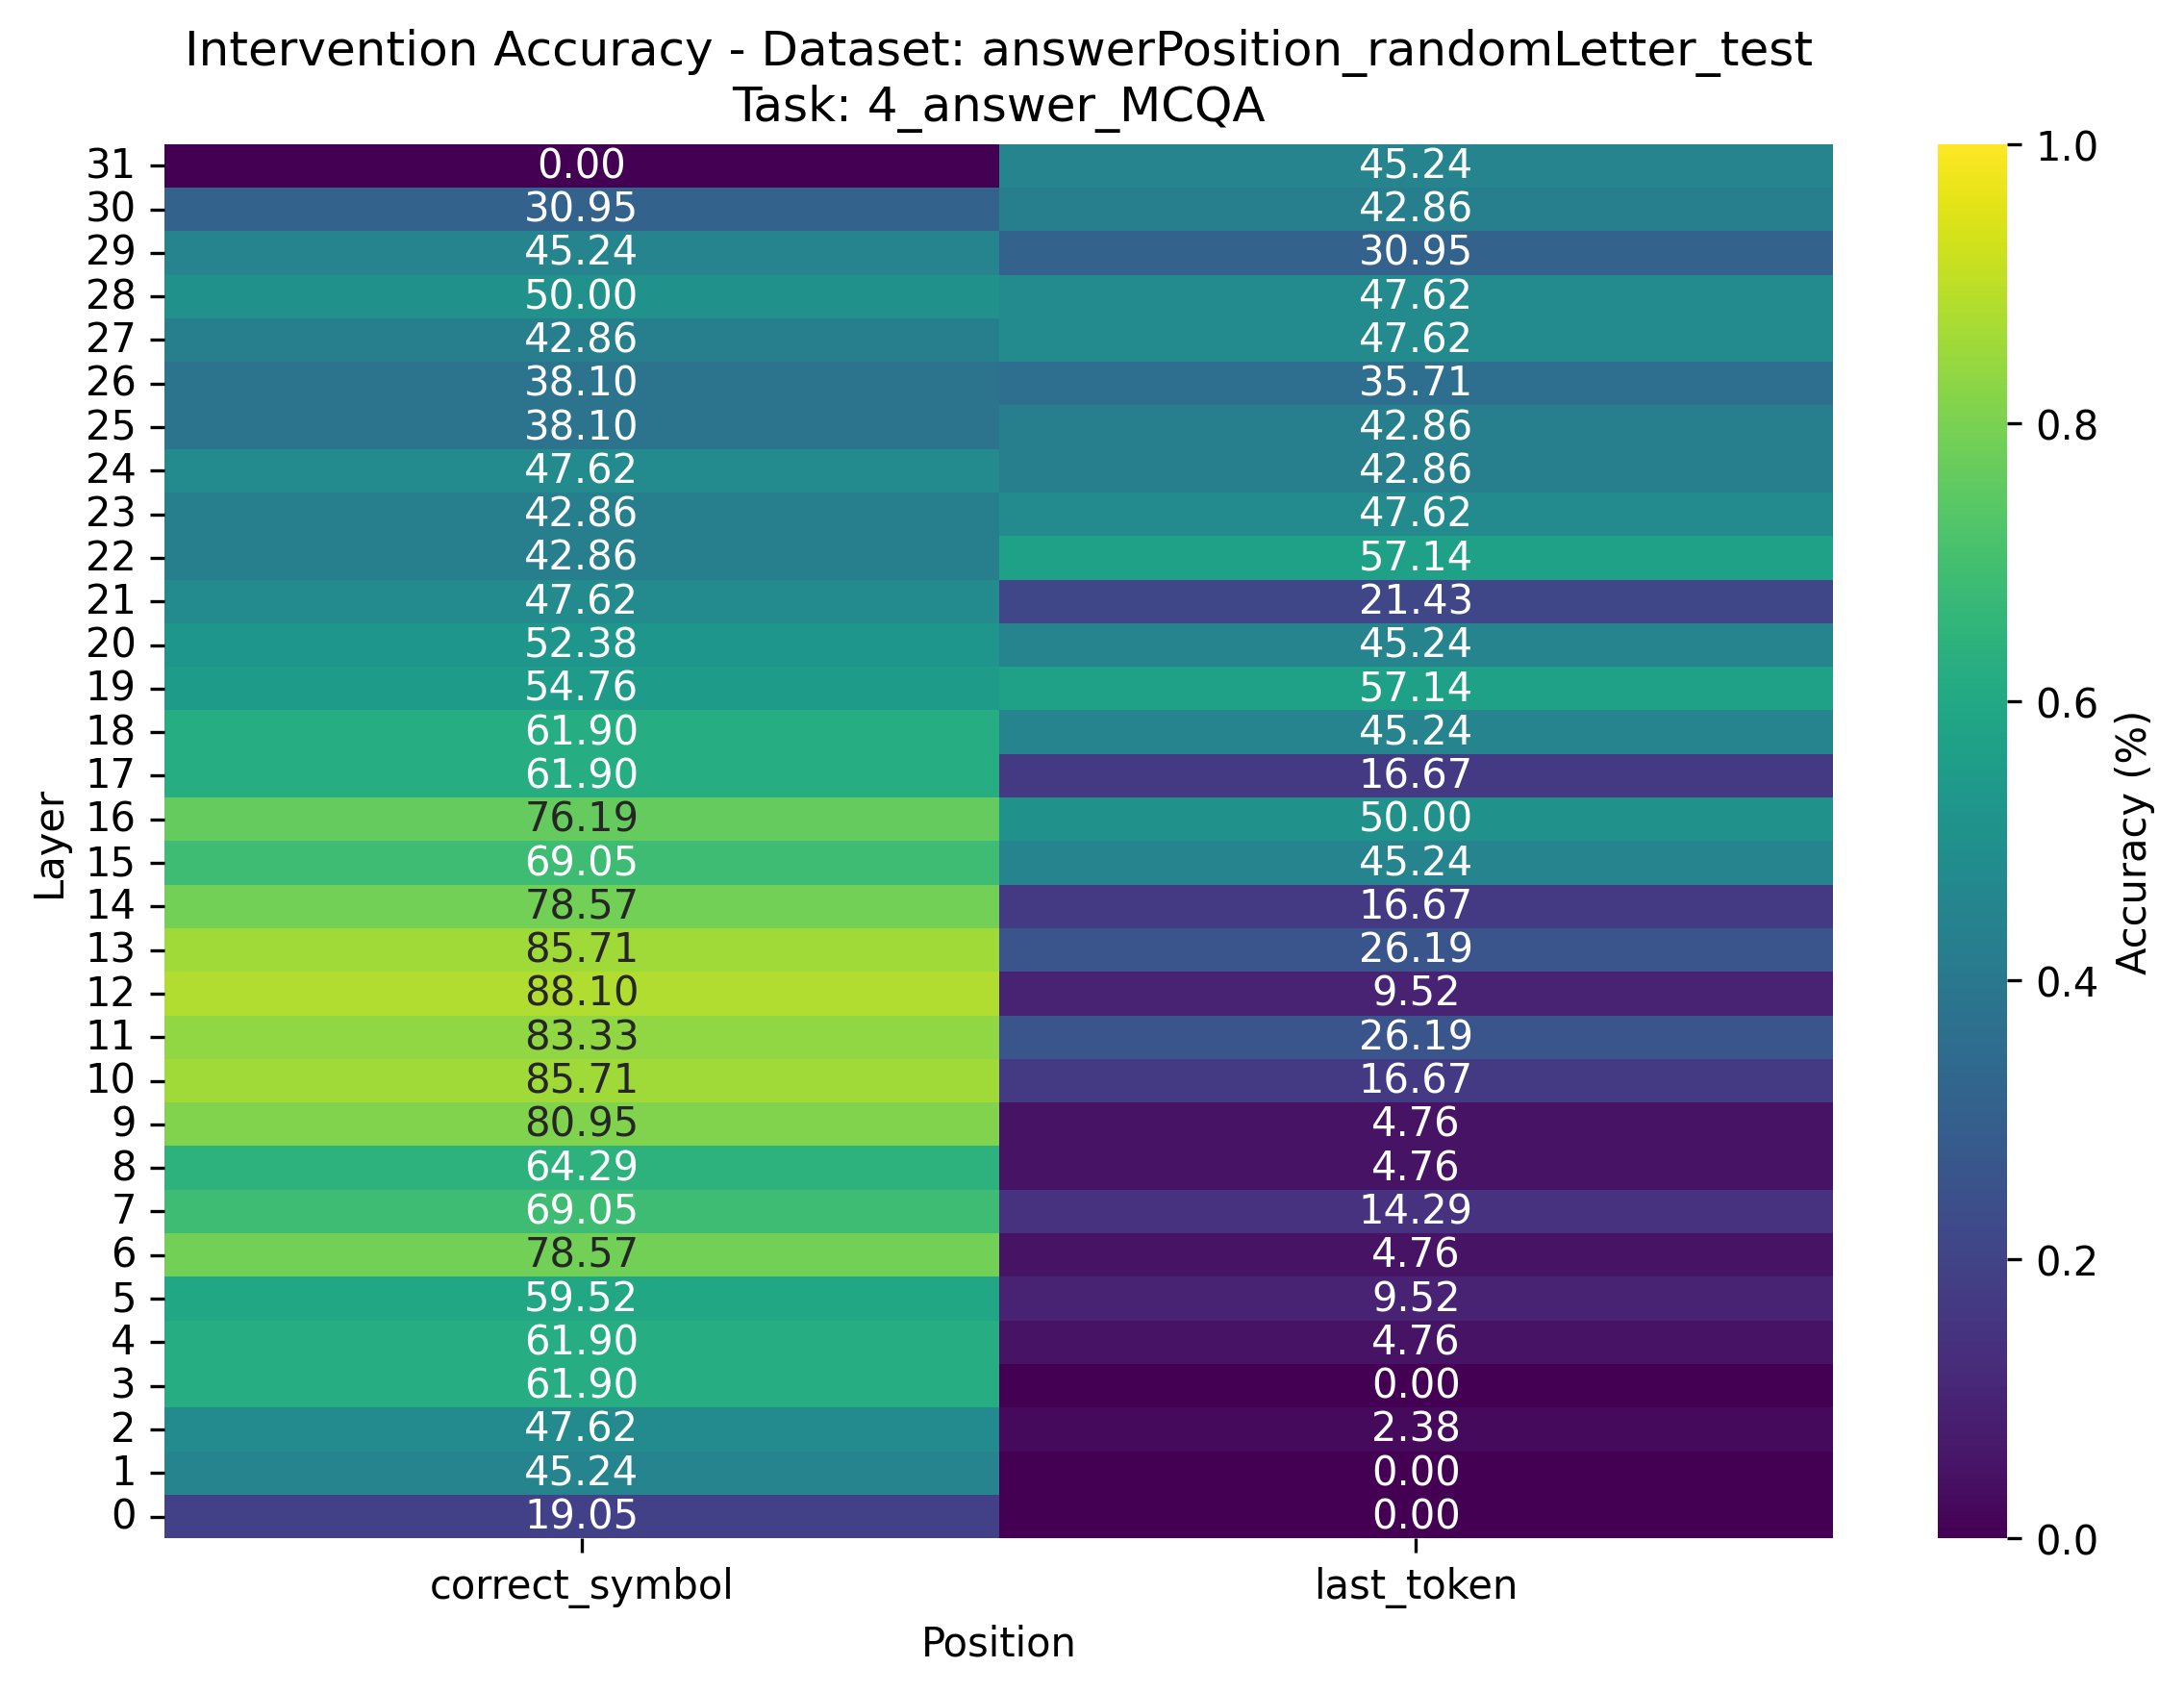 Intervention Accuracy - Dataset: answerPosition_randomLetter_test
Task: 4_answer_MCQA
31 0.00 45.24 1.0
30 30.95 42.86
29 45.24 30.95
28 50.00 47.62
27 42.86 47.62
26 38.10 35.71
25 38.10 42.86 0.8
24 47.62 42.86
23 42.86 47.62
22 42.86 57.14
21 47.62 21.43
20 52.38 45.24
19 54.76 57.14 0.6
18 61.90 45.24
17 61.90 16.67
16 76.19 50.00
15 69.05 45.24
14 78.57 16.67
13 85.71 26.19
12 88.10 9.52 0.4
11 83.33 26.19
10 85.71 16.67
9 80.95 4.76
8 64.29 4.76
7 69.05 14.29
6 78.57 4.76 0.2
5 59.52 9.52
4 61.90 4.76
3 61.90 0.00
2 47.62 2.38
1 45.24 0.00
0 19.05 0.00 0.0
Layer
Accuracy (%)
correct_symbol last_token
Position